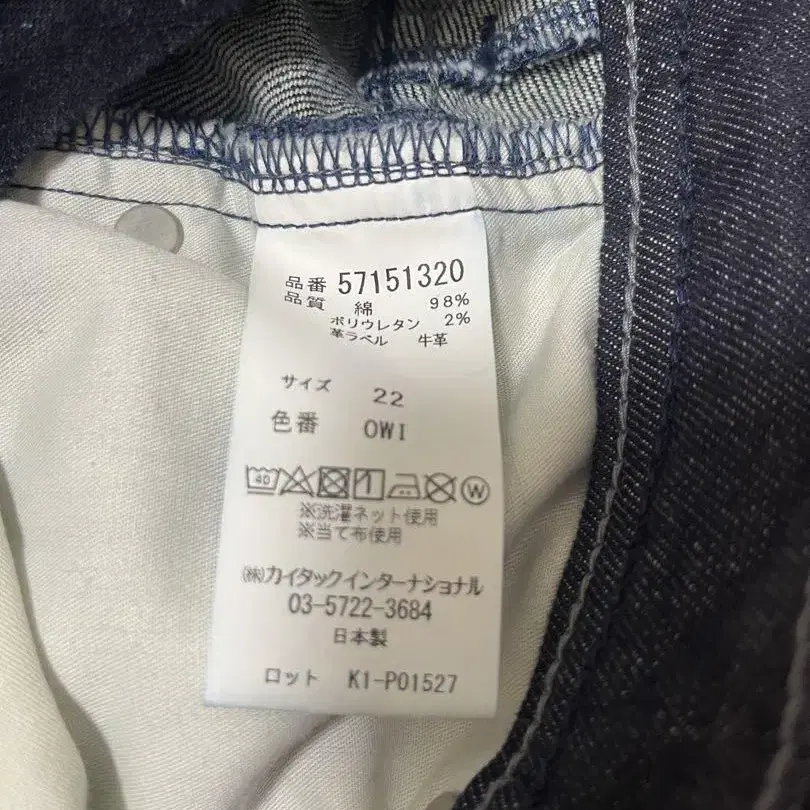 品番 57151320
品質 綿 98%
ポリウレタン 2%
革ラベル 牛革
サイズ 22
色番 OWI
40 W
※洗濯ネット使用
※当て布使用
㈱カイタックインターナショナル
03-5722-3684
日本製
ロット K1-P01527